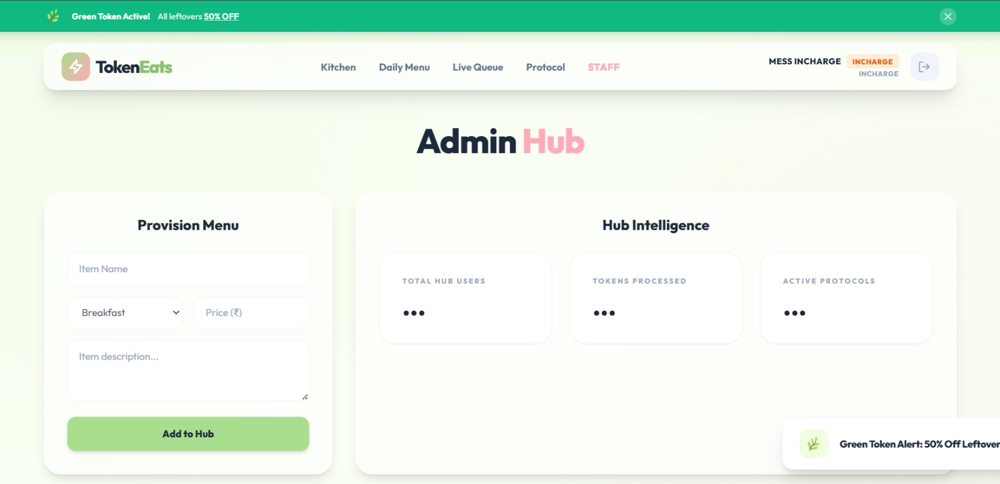 Green Token Active! All leftovers 50% OFF
TokenEats
Kitchen
Daily Menu
Live Queue
Protocol
STAFF
MESS INCHARGE
INCHARGE
INCHARGE
Admin Hub
Provision Menu
Item Name
Breakfast
Price (₹)
Item description...
Add to Hub
Hub Intelligence
TOTAL HUB USERS
•••
TOKENS PROCESSED
•••
ACTIVE PROTOCOLS
•••
Green Token Alert: 50% Off Leftover